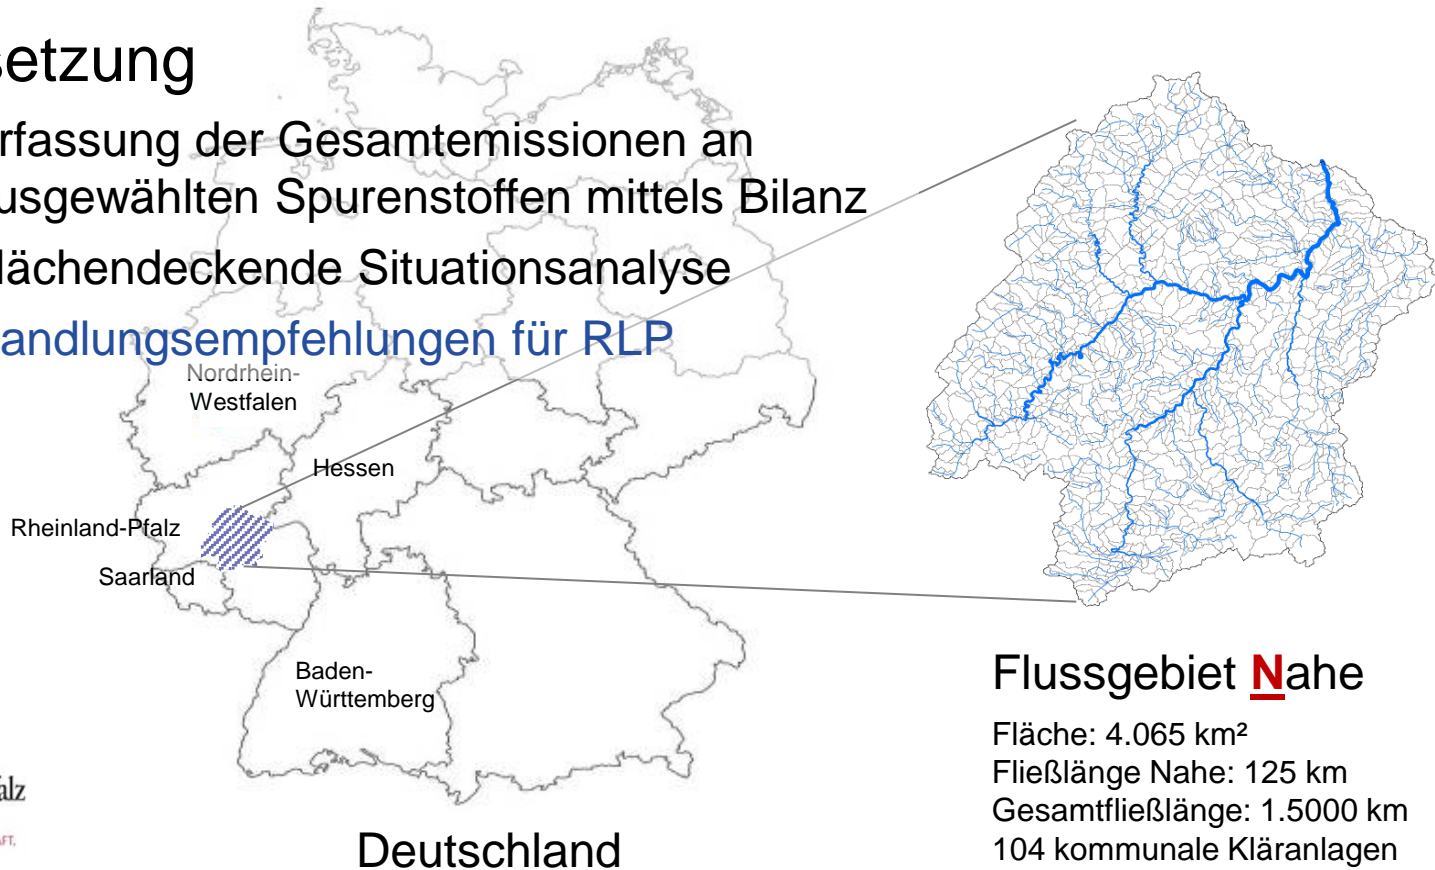 setzung
rfassung der Gesamtemissionen an
usgewählten Spurenstoffen mittels Bilanz
lächendeckende Situationsanalyse
andlungsempfehlungen für RLP
Nordrhein-
Westfalen
Hessen
Rheinland-Pfalz
Saarland
Baden-
Württemberg
Deutschland
Flussgebiet Nahe
Fläche: 4.065 km²
Fließlänge Nahe: 125 km
Gesamtfließlänge: 1.5000 km
104 kommunale Kläranlagen
alz
AFT,